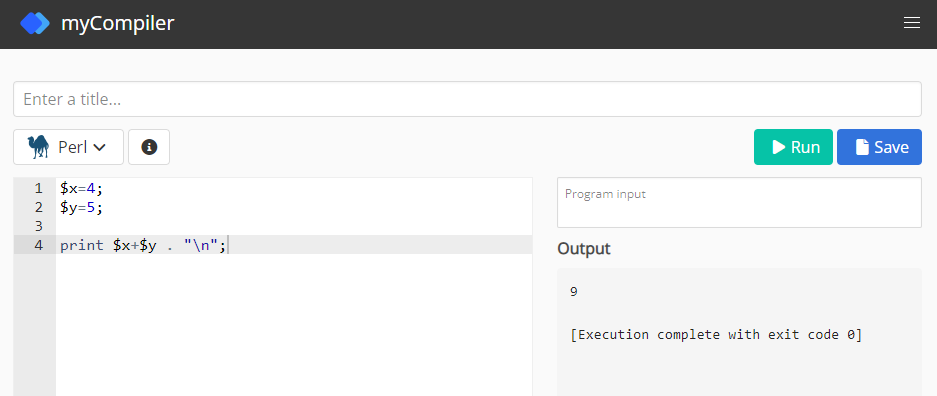 myCompiler
Enter a title...
Perl
Run
Save
1 $x=4;
2 $y=5;
3
4 print $x+$y . "\n";
Program input
Output
9
[Execution complete with exit code 0]